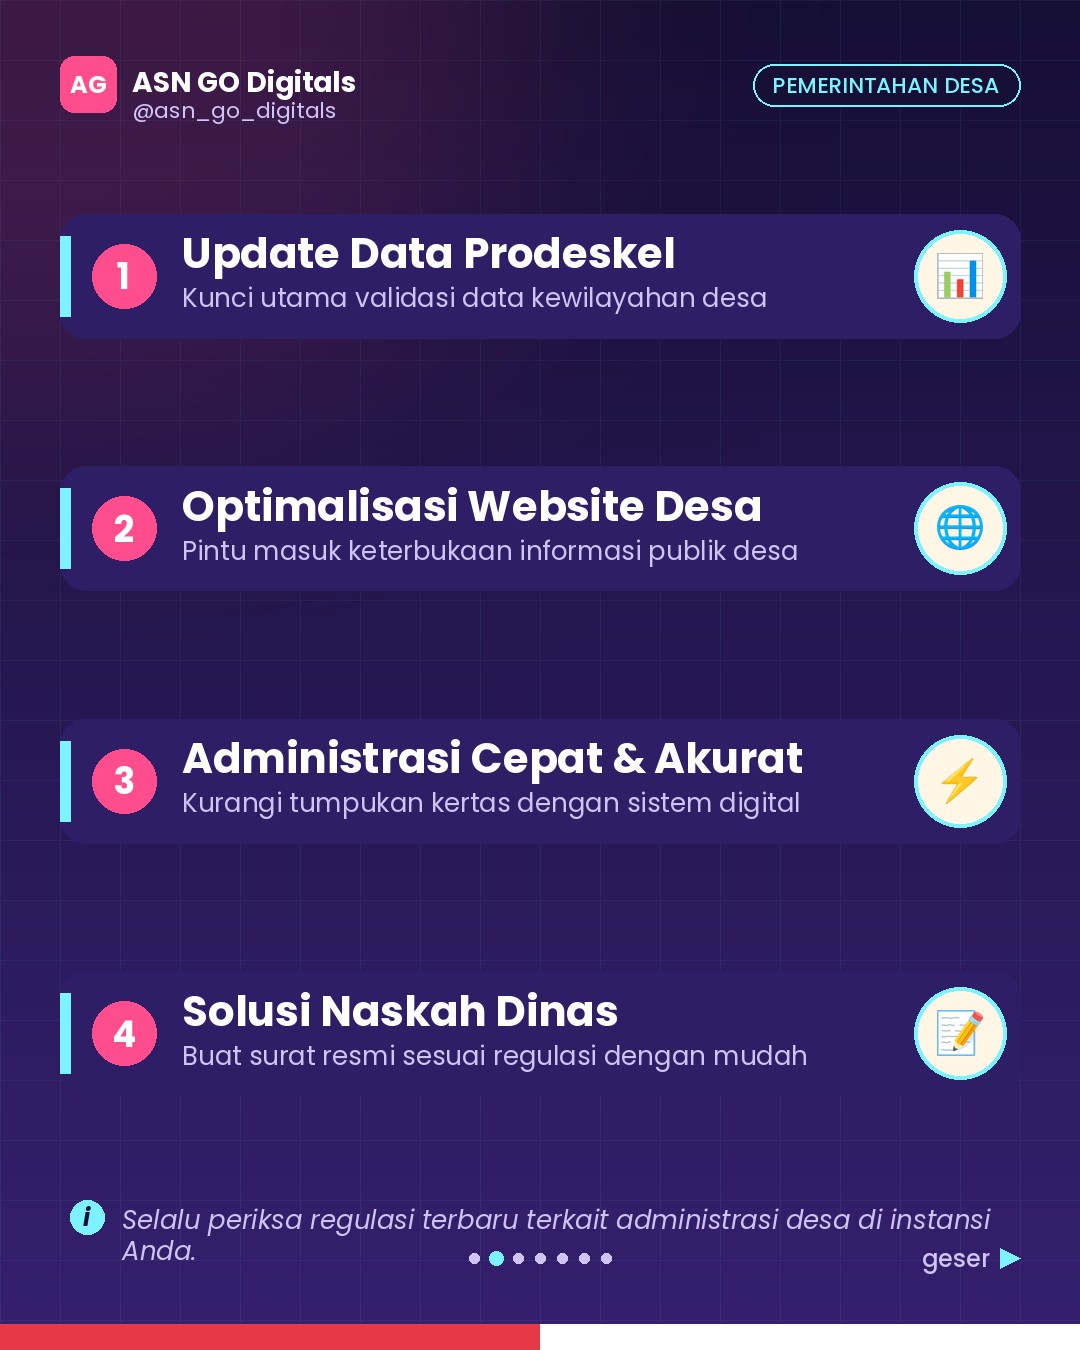 AG
ASN GO Digitals
@asn_go_digitals
PEMERINTAHAN DESA
1
Update Data Prodeskel
Kunci utama validasi data kewilayahan desa
2
Optimalisasi Website Desa
Pintu masuk keterbukaan informasi publik desa
3
Administrasi Cepat & Akurat
Kurangi tumpukan kertas dengan sistem digital
4
Solusi Naskah Dinas
Buat surat resmi sesuai regulasi dengan mudah
i
Selalu periksa regulasi terbaru terkait administrasi desa di instansi
Anda.
geser